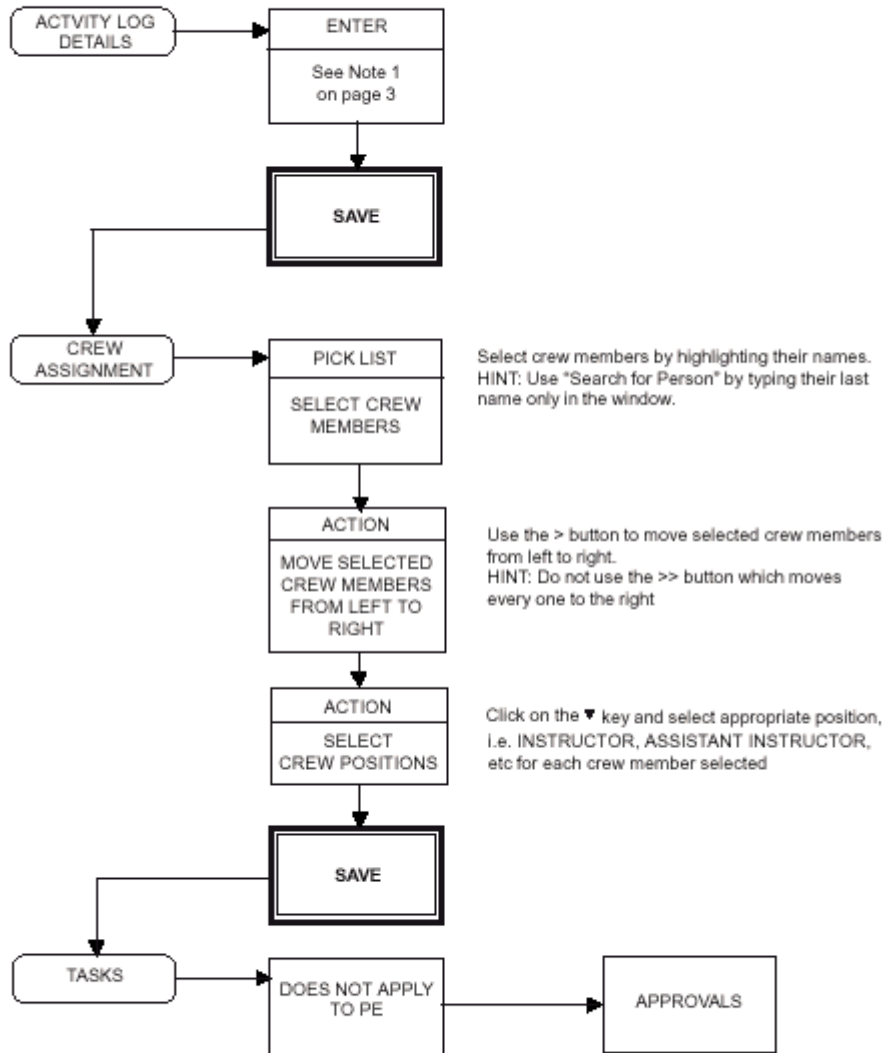 ACTVITY LOG
DETAILS
ENTER
See Note 1
on page 3
SAVE
CREW
ASSIGNMENT
PICK LIST
SELECT CREW
MEMBERS
Select crew members by highlighting their names.
HINT: Use "Search for Person" by typing their last
name only in the window.
ACTION
MOVE SELECTED
CREW MEMBERS
FROM LEFT TO
RIGHT
Use the > button to move selected crew members
from left to right.
HINT: Do not use the >> button which moves
every one to the right
ACTION
SELECT
CREW POSITIONS
Click on the ▼ key and select appropriate position,
i.e. INSTRUCTOR, ASSISTANT INSTRUCTOR,
etc for each crew member selected
SAVE
TASKS
DOES NOT APPLY
TO PE
APPROVALS